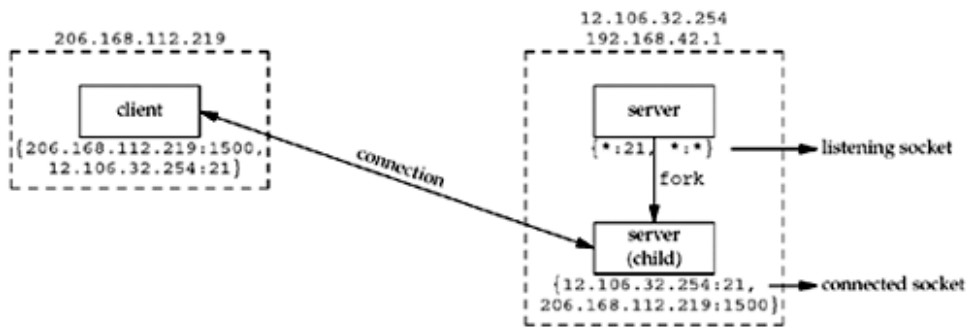 206.168.112.219
client
{206.168.112.219:1500,
12.106.32.254:21}
connection
12.106.32.254
192.168.42.1
server
{*:21, *:*}
listening socket
fork
server
(child)
{12.106.32.254:21,
206.168.112.219:1500}
connected socket